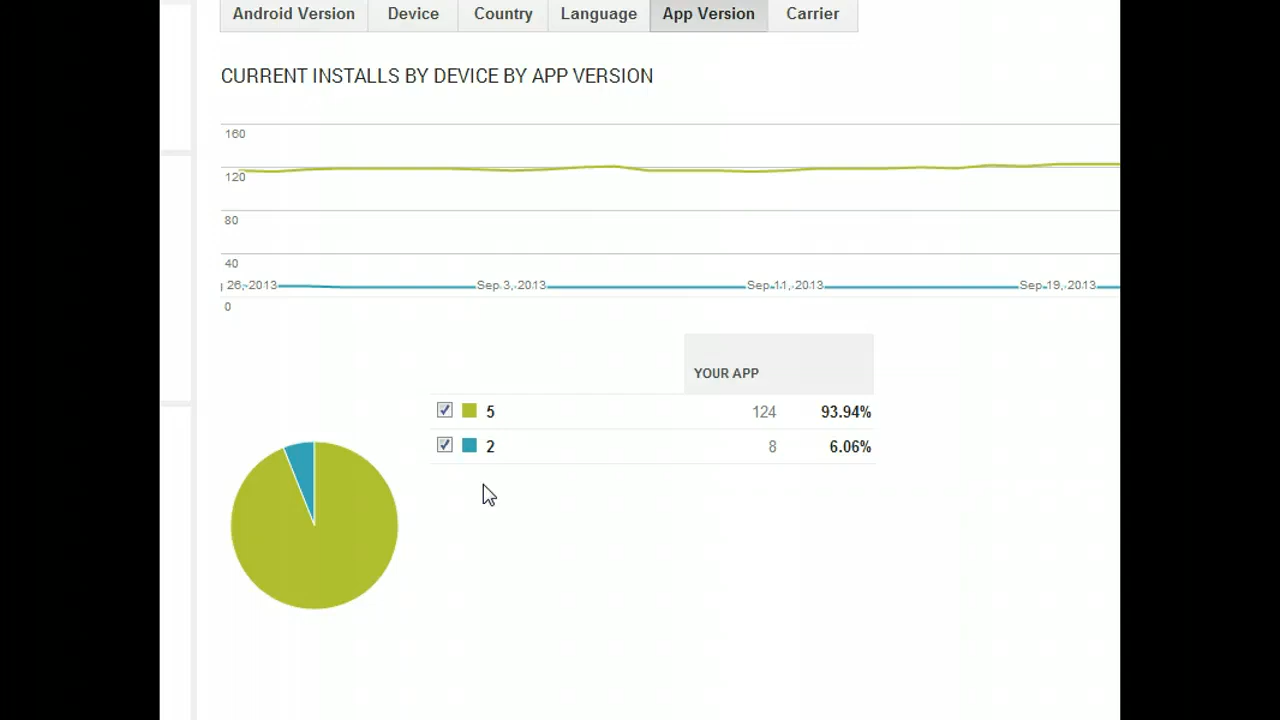 Android Version Device Country Language App Version Carrier
CURRENT INSTALLS BY DEVICE BY APP VERSION
160
120
80
40
26, 2013 Sep 3, 2013 Sep 11, 2013 Sep 19, 2013
0
YOUR APP
5 124 93.94%
2 8 6.06%